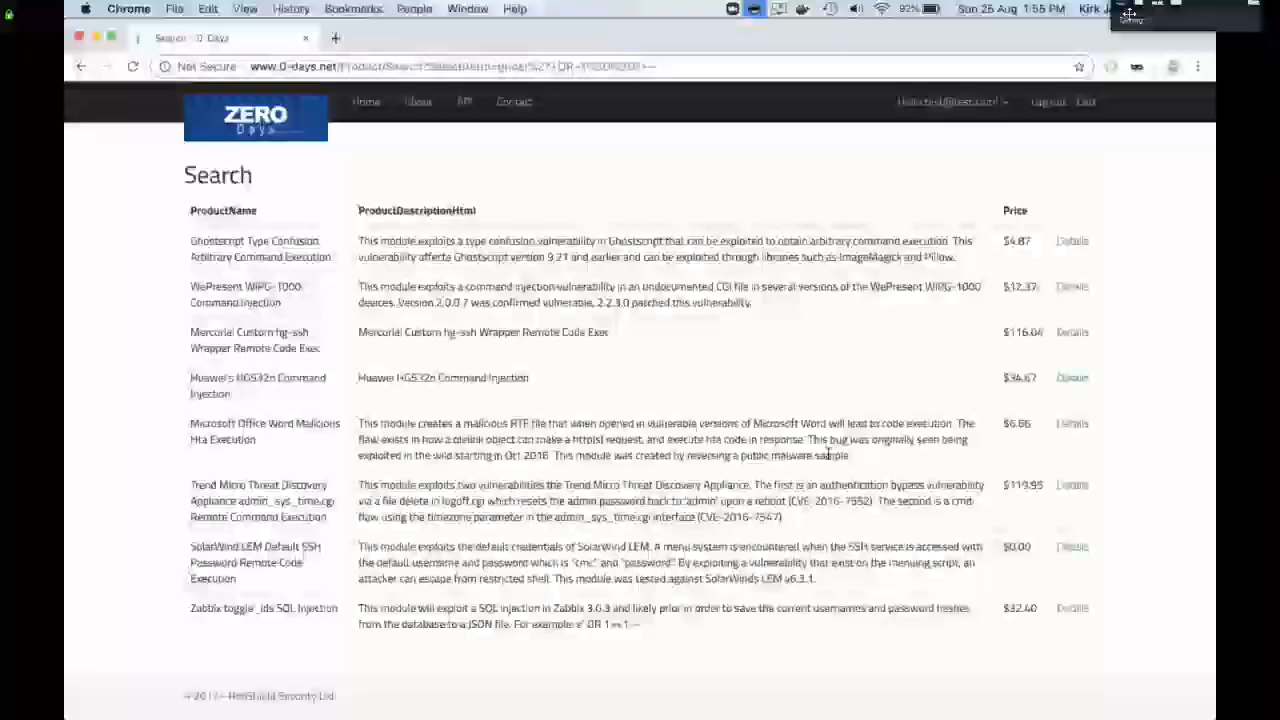 Chrome File Edit View History Bookmarks People Window Help 92% Sun 25 Aug 1:55 PM Kirk
Search - 0 Days
Not Secure www.0-days.net
ZERO
Days
Home About API Contact
Search
ProductName ProductDescriptionHtml Price
Ghostscript Type Confusion This module exploits a type confusion vulnerability in Ghostscript that can be exploited to obtain arbitrary command execution. This $4.87 Details
Arbitrary Command Execution vulnerability affects Ghostscript version 9.21 and earlier and can be exploited through libraries such as ImageMagick and Pillow.
WePresent WiPG-1000 This module exploits a command injection vulnerability in an undocumented CGI file in several versions of the WePresent WiPG-1000 $12.37 Details
Command Injection devices. Version 2.0.0.7 was confirmed vulnerable, 2.2.3.0 patched this vulnerability.
Mercurial Custom hg-ssh Mercurial Custom hg-ssh Wrapper Remote Code Exec $116.04 Details
Wrapper Remote Code Exec
Command Command Injection $34.67 Details
Injection
Microsoft Office Word Malicious This module creates a malicious RTF file that when opened in vulnerable versions of Microsoft Word will lead to code execution. The $6.86 Details
Hta Execution flaw exists in how a olelink object can make a http(s) request, and execute hta code in response. This bug was originally seen being
exploited in the wild starting in Oct 2016. This module was created by reversing a public malware sample.
Trend Micro Threat Discovery This module exploits two vulnerabilities the Trend Micro Threat Discovery Appliance. The first is an authentication bypass vulnerability $119.95 Details
Appliance admin_sys_time.cgi via a file delete in logoff.cgi which resets the admin password back to 'admin' upon a reboot (CVE-2016-7552). The second is a cmdi
Remote Command Execution flaw using the timezone parameter in the admin_sys_time.cgi interface (CVE-2016-7547)
SolarWind LEM Default SSH This module exploits the default credentials of SolarWind LEM. A menu system is encountered when the SSH service is accessed with $0.00 Details
Password Remote Code the default username and password which is "cmc" and "password". By exploiting a vulnerability that exist on the menuing script, an
Execution attacker can escape from restricted shell. This module was tested against SolarWinds LEM v6.3.1.
Zabbix toggle_ids SQL Injection This module will exploit a SQL injection in Zabbix 3.0.3 and likely prior in order to save the current usernames and password hashes $32.40 Details
from the database to a JSON file. For example x' OR 1=1 --
Security Ltd